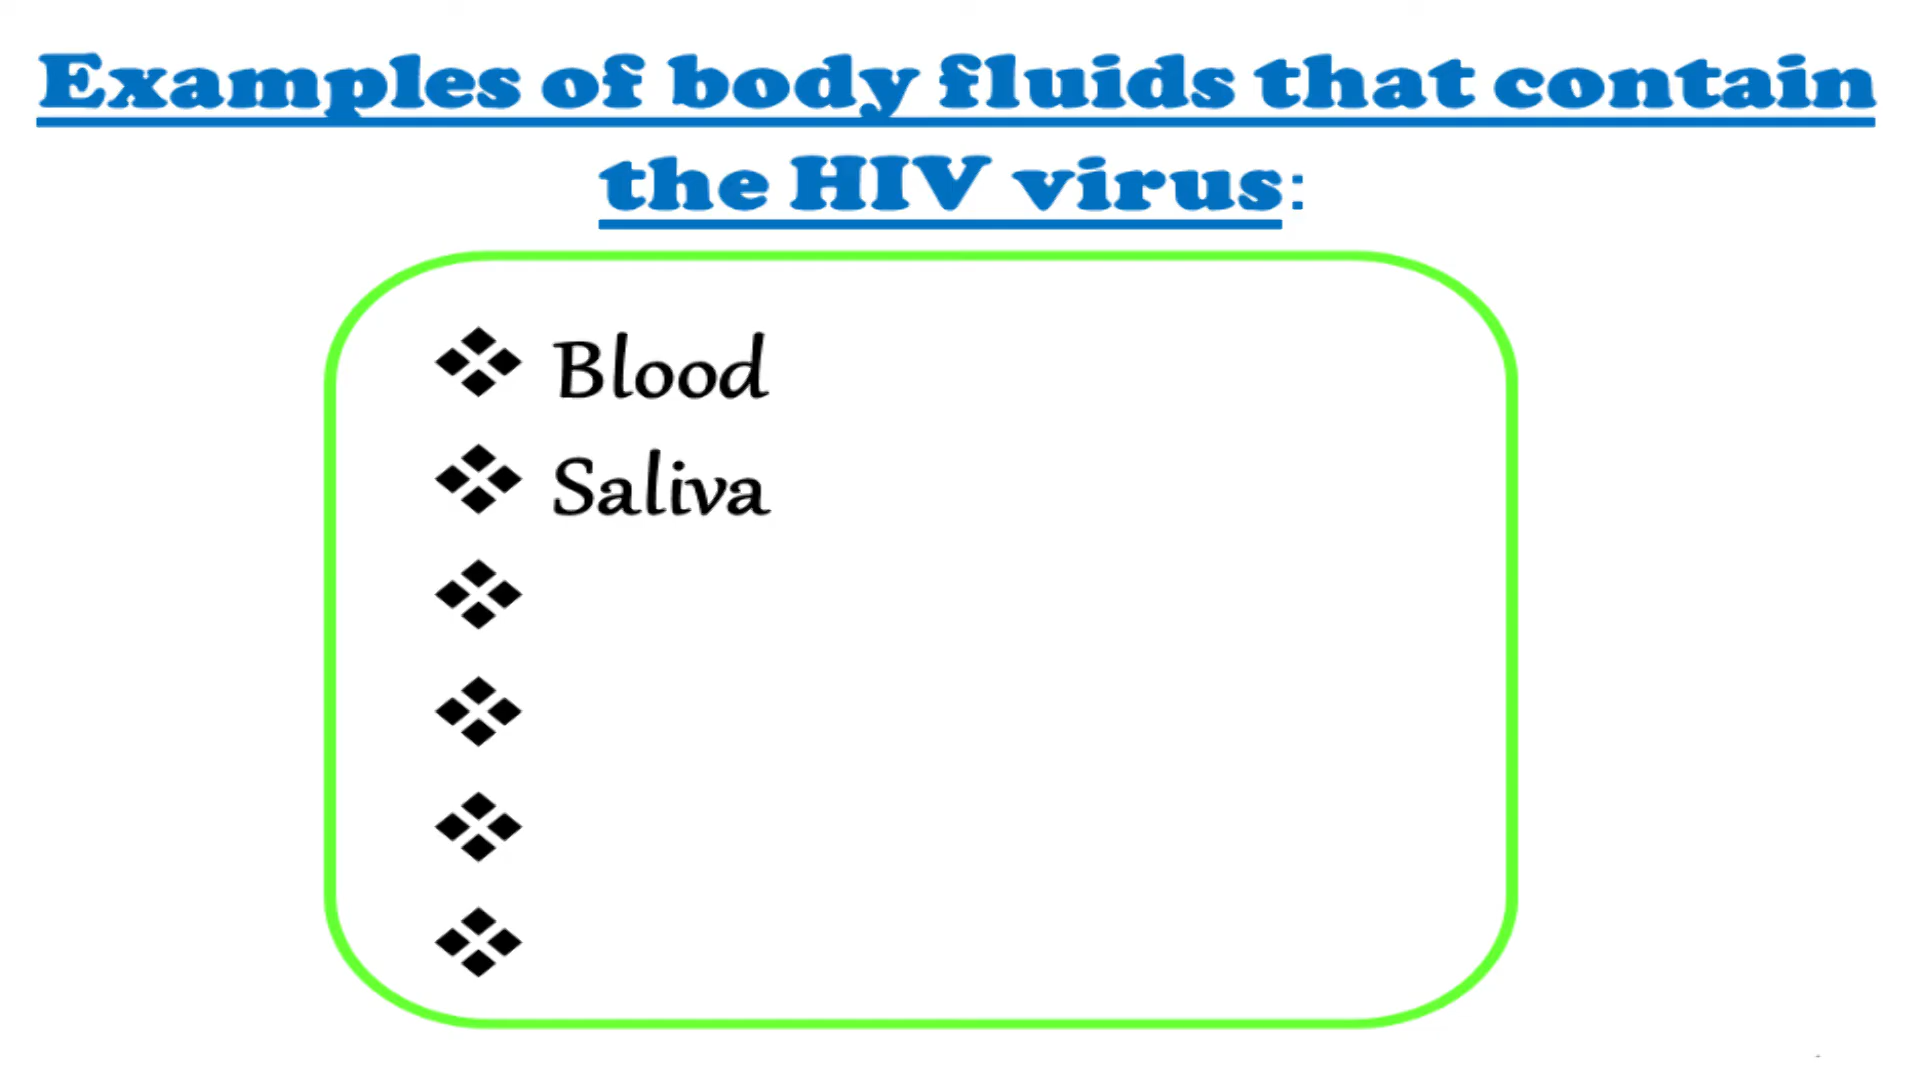 Examples of body fluids that contain
the HIV virus:
❖ Blood
❖ Saliva
❖
❖
❖
❖